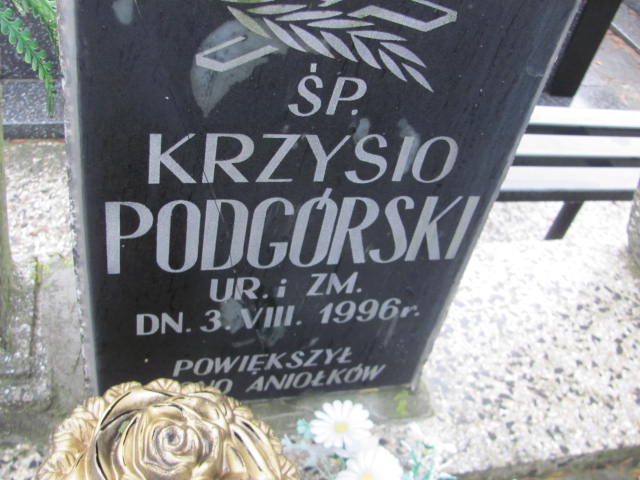 ŚP.
KRZYSIO
PODGÓRSKI
UR. i ZM.
DN. 3. VIII. 1996r.
POWIĘKSZYŁ
ANIOŁKÓW